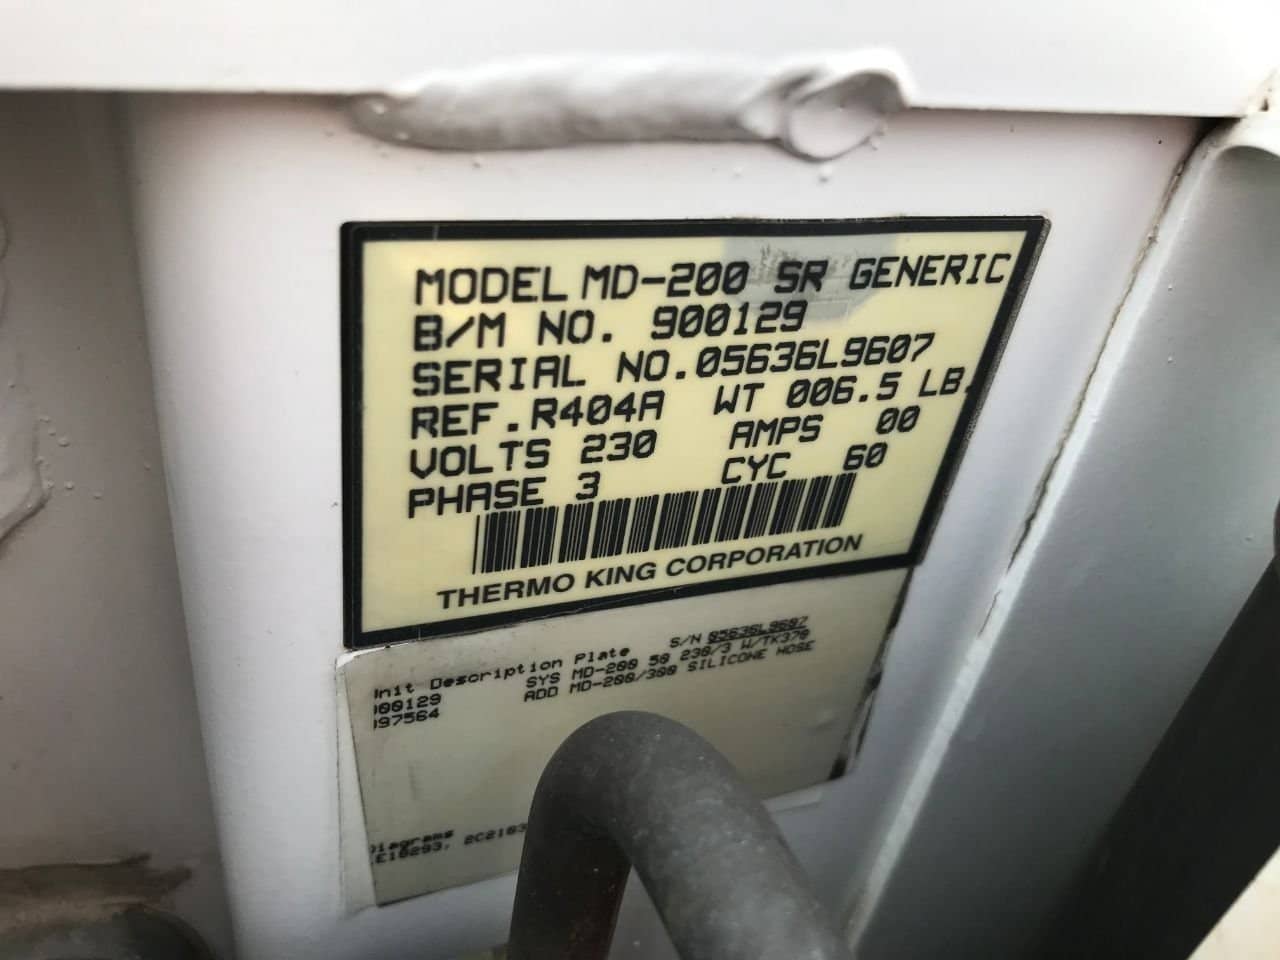 MODEL MD-200 SR GENERIC
B/M NO. 900129
SERIAL NO.05636L9607
REF.R404A WT 006.5 LB.
VOLTS 230 AMPS 00
PHASE 3 CYC 60
THERMO KING CORPORATION
Unit Description Plate S/N 05636L9607
900129 SYS MD-200 50 230/3 W/TK370
097564 ADD MD-200/300 SILICONE HOSE
Diagrams